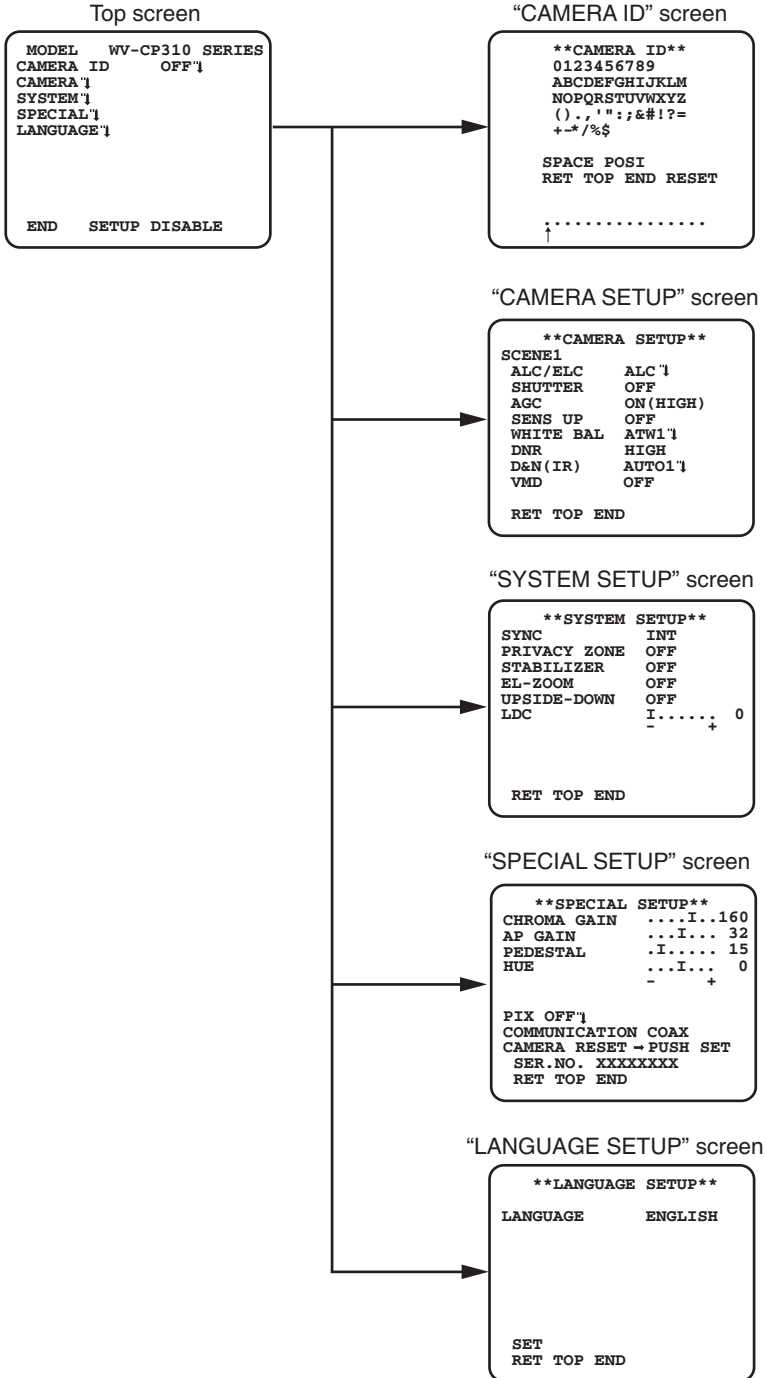 Top screen
MODEL WV-CP310 SERIES
CAMERA ID OFF
CAMERA
SYSTEM
SPECIAL
LANGUAGE
END SETUP DISABLE
“CAMERA ID” screen
**CAMERA ID**
0123456789
ABCDEFGHIJKLM
NOPQRSTUVWXYZ
().,'":;&#!?=
+-*/%$
SPACE POSI
RET TOP END RESET
................
↑
“CAMERA SETUP” screen
**CAMERA SETUP**
SCENE1
ALC/ELC ALC
SHUTTER OFF
AGC ON(HIGH)
SENS UP OFF
WHITE BAL ATW1
DNR HIGH
D&N(IR) AUTO1
VMD OFF
RET TOP END
“SYSTEM SETUP” screen
**SYSTEM SETUP**
SYNC INT
PRIVACY ZONE OFF
STABILIZER OFF
EL-ZOOM OFF
UPSIDE-DOWN OFF
LDC I...... 0
- +
RET TOP END
“SPECIAL SETUP” screen
**SPECIAL SETUP**
CHROMA GAIN ....I..160
AP GAIN ...I... 32
PEDESTAL .I..... 15
HUE ...I... 0
- +
PIX OFF
COMMUNICATION COAX
CAMERA RESET → PUSH SET
SER.NO. XXXXXXXX
RET TOP END
“LANGUAGE SETUP” screen
**LANGUAGE SETUP**
LANGUAGE ENGLISH
SET
RET TOP END